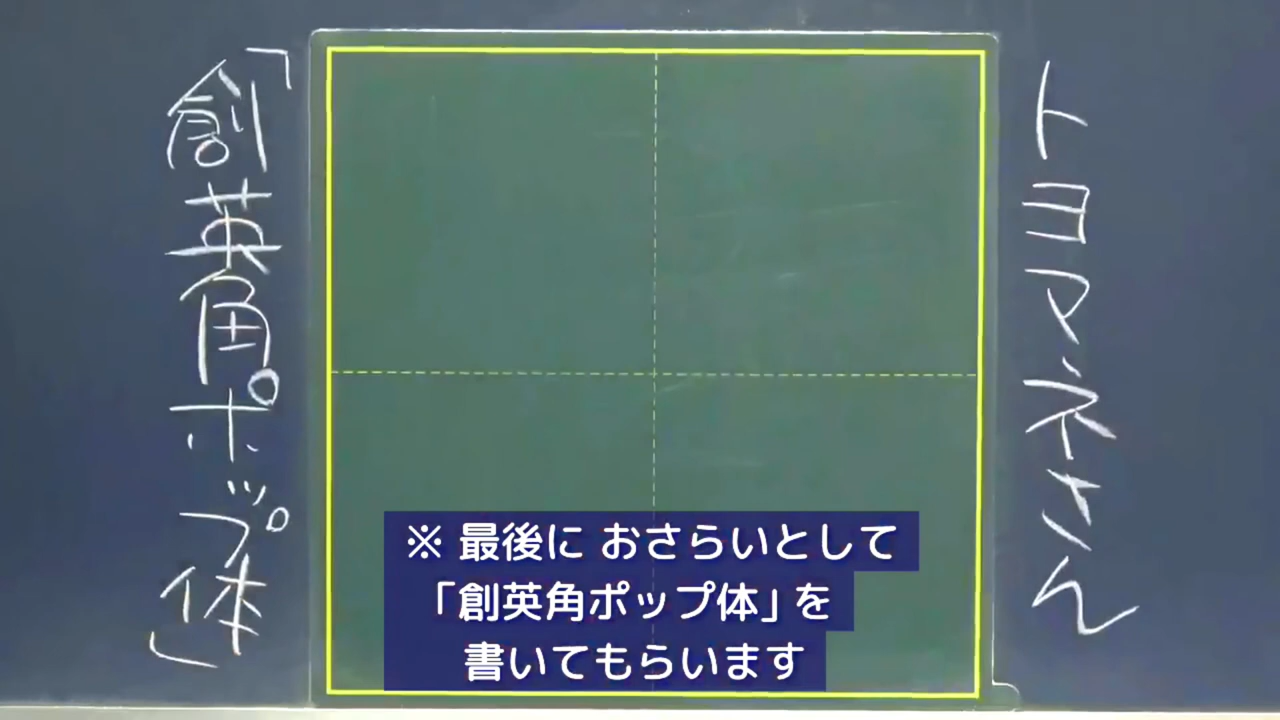 トヨマネさん
「創英角ポップ体」
※ 最後に おさらいとして
「創英角ポップ体」を
書いてもらいます